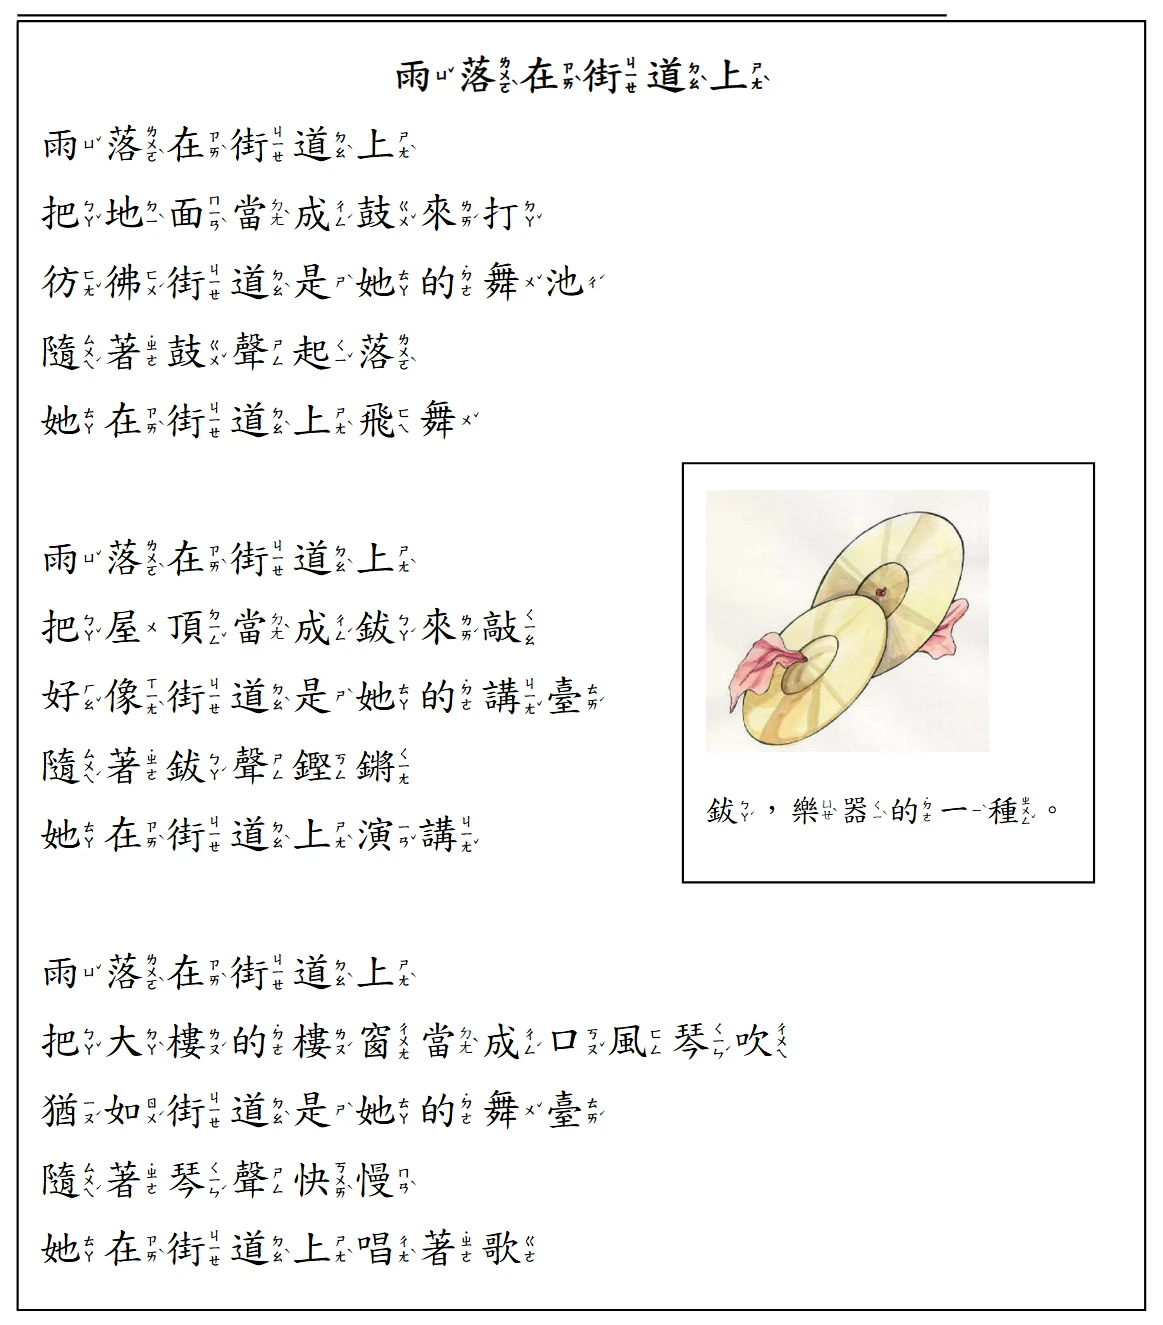 雨落在街道上
雨落在街道上
把地面當成鼓來打
彷彿街道是她的舞池
隨著鼓聲起落
她在街道上飛舞
雨落在街道上
把屋頂當成鈸來敲
好像街道是她的講臺
隨著鈸聲鏗鏘
她在街道上演講
鈸，樂器的一種。
雨落在街道上
把大樓的樓窗當成口風琴吹
猶如街道是她的舞臺
隨著琴聲快慢
她在街道上唱著歌